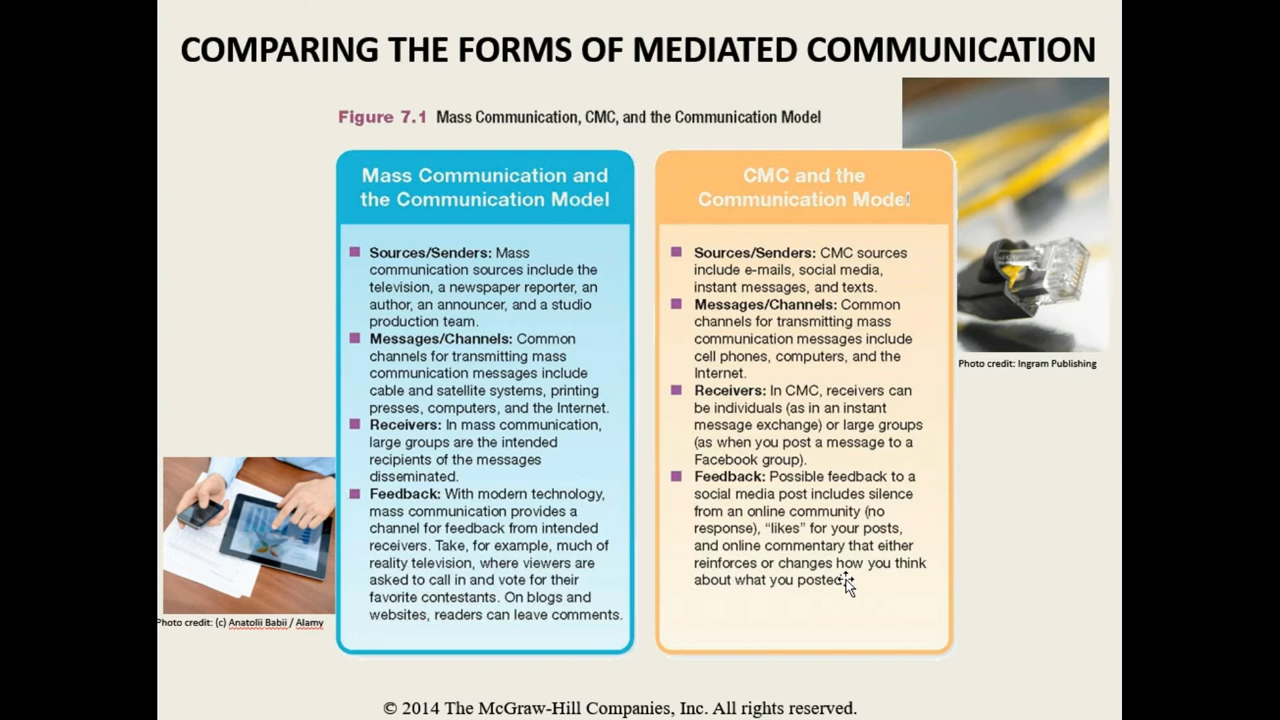 COMPARING THE FORMS OF MEDIATED COMMUNICATION
Figure 7.1 Mass Communication, CMC, and the Communication Model
Mass Communication and
the Communication Model
Sources/Senders: Mass
communication sources include the
television, a newspaper reporter, an
author, an announcer, and a studio
production team.
Messages/Channels: Common
channels for transmitting mass
communication messages include
cable and satellite systems, printing
presses, computers, and the Internet.
Receivers: In mass communication,
large groups are the intended
recipients of the messages
disseminated.
Feedback: With modern technology,
mass communication provides a
channel for feedback from intended
receivers. Take, for example, much of
reality television, where viewers are
asked to call in and vote for their
favorite contestants. On blogs and
websites, readers can leave comments.
CMC and the
Communication Model
Sources/Senders: CMC sources
include e-mails, social media,
instant messages, and texts.
Messages/Channels: Common
channels for transmitting mass
communication messages include
cell phones, computers, and the
Internet.
Receivers: In CMC, receivers can
be individuals (as in an instant
message exchange) or large groups
(as when you post a message to a
Facebook group).
Feedback: Possible feedback to a
social media post includes silence
from an online community (no
response), “likes” for your posts,
and online commentary that either
reinforces or changes how you think
about what you posted.
Photo credit: Ingram Publishing
Photo credit: (c) Anatolii Babii / Alamy
© 2014 The McGraw-Hill Companies, Inc. All rights reserved.